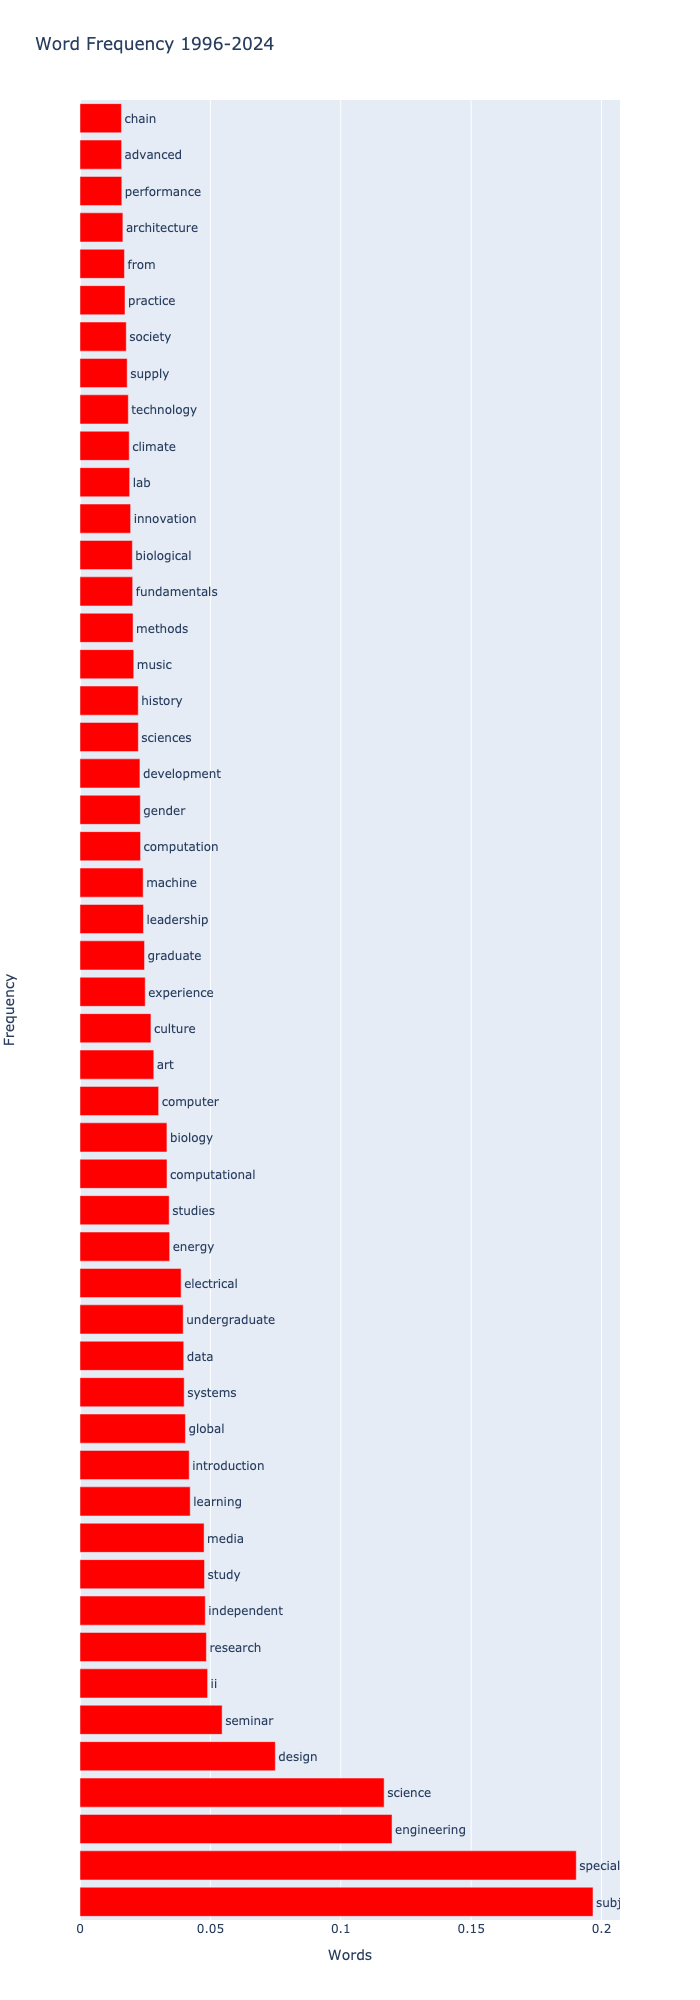 Word Frequency 1996-2024
chain
advanced
performance
architecture
from
practice
society
supply
technology
climate
lab
innovation
biological
fundamentals
methods
music
history
sciences
development
gender
computation
machine
leadership
graduate
experience
culture
art
computer
biology
computational
studies
energy
electrical
undergraduate
data
systems
global
introduction
learning
media
study
independent
research
ii
seminar
design
science
engineering
special
subj
Frequency
0 0.05 0.1 0.15 0.2
Words